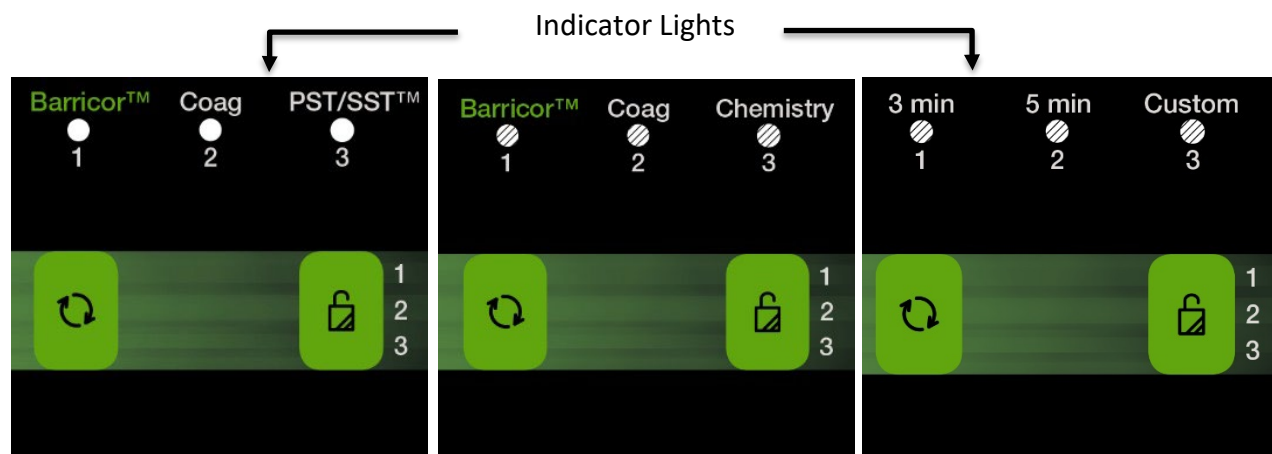 Indicator Lights
Barricor™ Coag PST/SST™
1 2 3
1
2
3
Barricor™ Coag Chemistry
1 2 3
1
2
3
3 min 5 min Custom
1 2 3
1
2
3